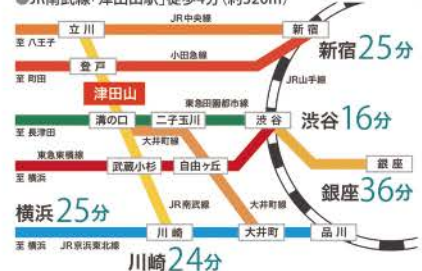 ●JR南武線「津田山駅」徒歩4分(約320m)
立川
JR中央線
新宿
至八王子
新宿25分
小田急線
登戸
至町田
JR山手線
津田山
東急田園都市線
溝の口
二子玉川
渋谷
渋谷16分
至長津田
大井町線
東急東横線
武蔵小杉
自由ヶ丘
銀座
至横浜
銀座36分
横浜25分
JR南武線
大井町線
川崎
大井町
品川
至横浜
JR京浜東北線
川崎24分